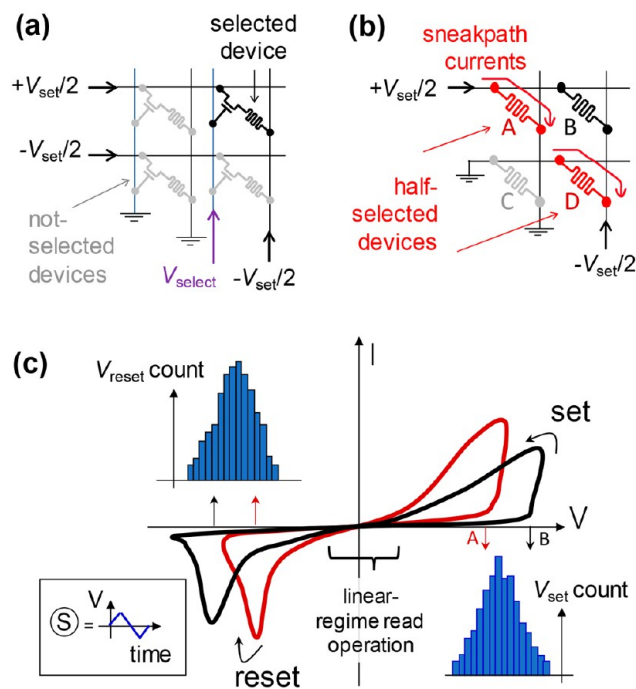 (a)
selected
device
+Vset/2
-Vset/2
not-
selected
devices
Vselect
-Vset/2
(b)
sneakpath
currents
+Vset/2
A
B
half-
selected
devices
C
D
-Vset/2
(c)
Vreset count
I
set
V
A
B
linear-
regime read
operation
Vset count
S = V
time
reset